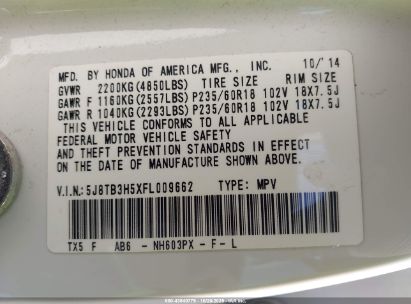 MFD. BY HONDA OF AMERICA MFG., INC. 10/'14
GVWR 2200KG(4850LBS) TIRE SIZE RIM SIZE
GAWR F 1160KG(2557LBS) P235/60R18 102V 18X7.5J
GAWR R 1040KG(2293LBS) P235/60R18 102V 18X7.5J
THIS VEHICLE CONFORMS TO ALL APPLICABLE
FEDERAL MOTOR VEHICLE SAFETY
AND THEFT PREVENTION STANDARDS IN EFFECT
ON THE DATE OF MANUFACTURE SHOWN ABOVE.
V.I.N.:5J8TB3H5XFL009662 TYPE: MPV
TX5 F AB6 - NH603PX - F - L